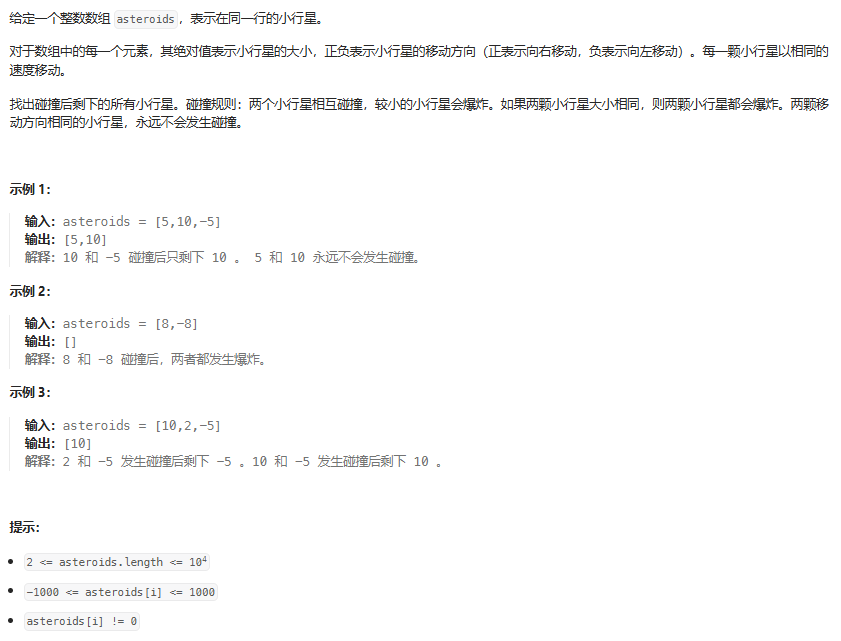 给定一个整数数组 asteroids，表示在同一行的小行星。
对于数组中的每一个元素，其绝对值表示小行星的大小，正负表示小行星的移动方向（正表示向右移动，负表示向左移动）。每一颗小行星以相同的
速度移动。
找出碰撞后剩下的所有小行星。碰撞规则：两个小行星相互碰撞，较小的小行星会爆炸。如果两颗小行星大小相同，则两颗小行星都会爆炸。两颗移
动方向相同的小行星，永远不会发生碰撞。
示例 1：
输入：asteroids = [5,10,-5]
输出：[5,10]
解释：10 和 -5 碰撞后只剩下 10 。 5 和 10 永远不会发生碰撞。
示例 2：
输入：asteroids = [8,-8]
输出：[]
解释：8 和 -8 碰撞后，两者都发生爆炸。
示例 3：
输入：asteroids = [10,2,-5]
输出：[10]
解释：2 和 -5 发生碰撞后剩下 -5 。10 和 -5 发生碰撞后剩下 10 。
提示：
• 2 <= asteroids.length <= 10⁴
• -1000 <= asteroids[i] <= 1000
• asteroids[i] != 0